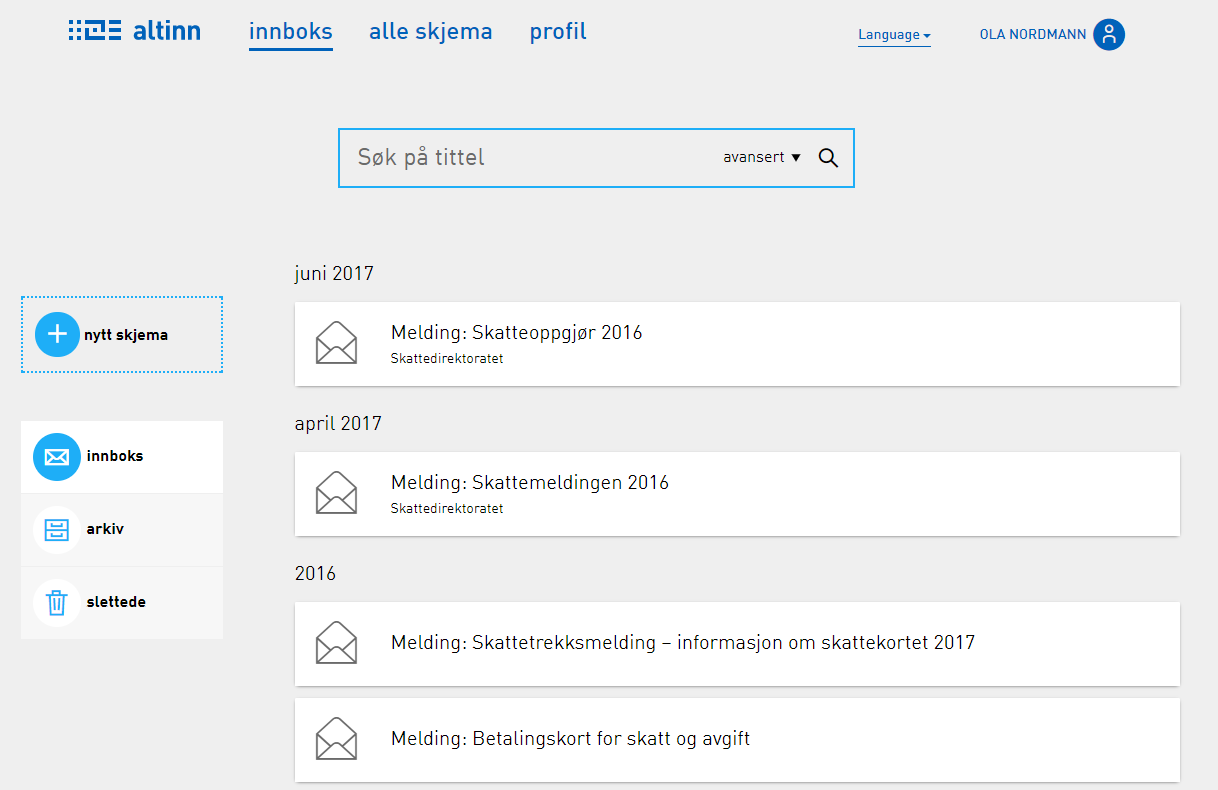 altinn innboks alle skjema profil Language OLA NORDMANN
Søk på tittel avansert
juni 2017
nytt skjema
Melding: Skatteoppgjør 2016
Skattedirektoratet
april 2017
innboks
arkiv
slettede
Melding: Skattemeldingen 2016
Skattedirektoratet
2016
Melding: Skattetrekksmelding – informasjon om skattekortet 2017
Melding: Betalingskort for skatt og avgift